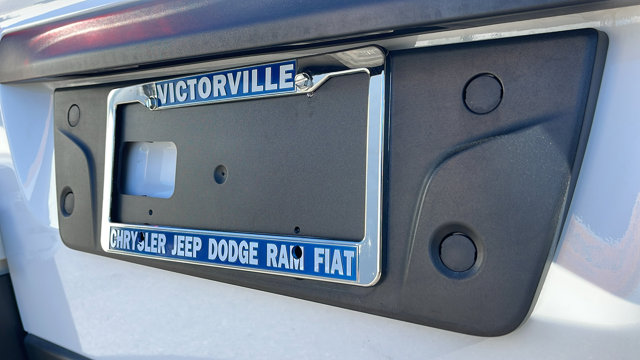 VICTORVILLE
CHRYSLER JEEP DODGE RAM FIAT